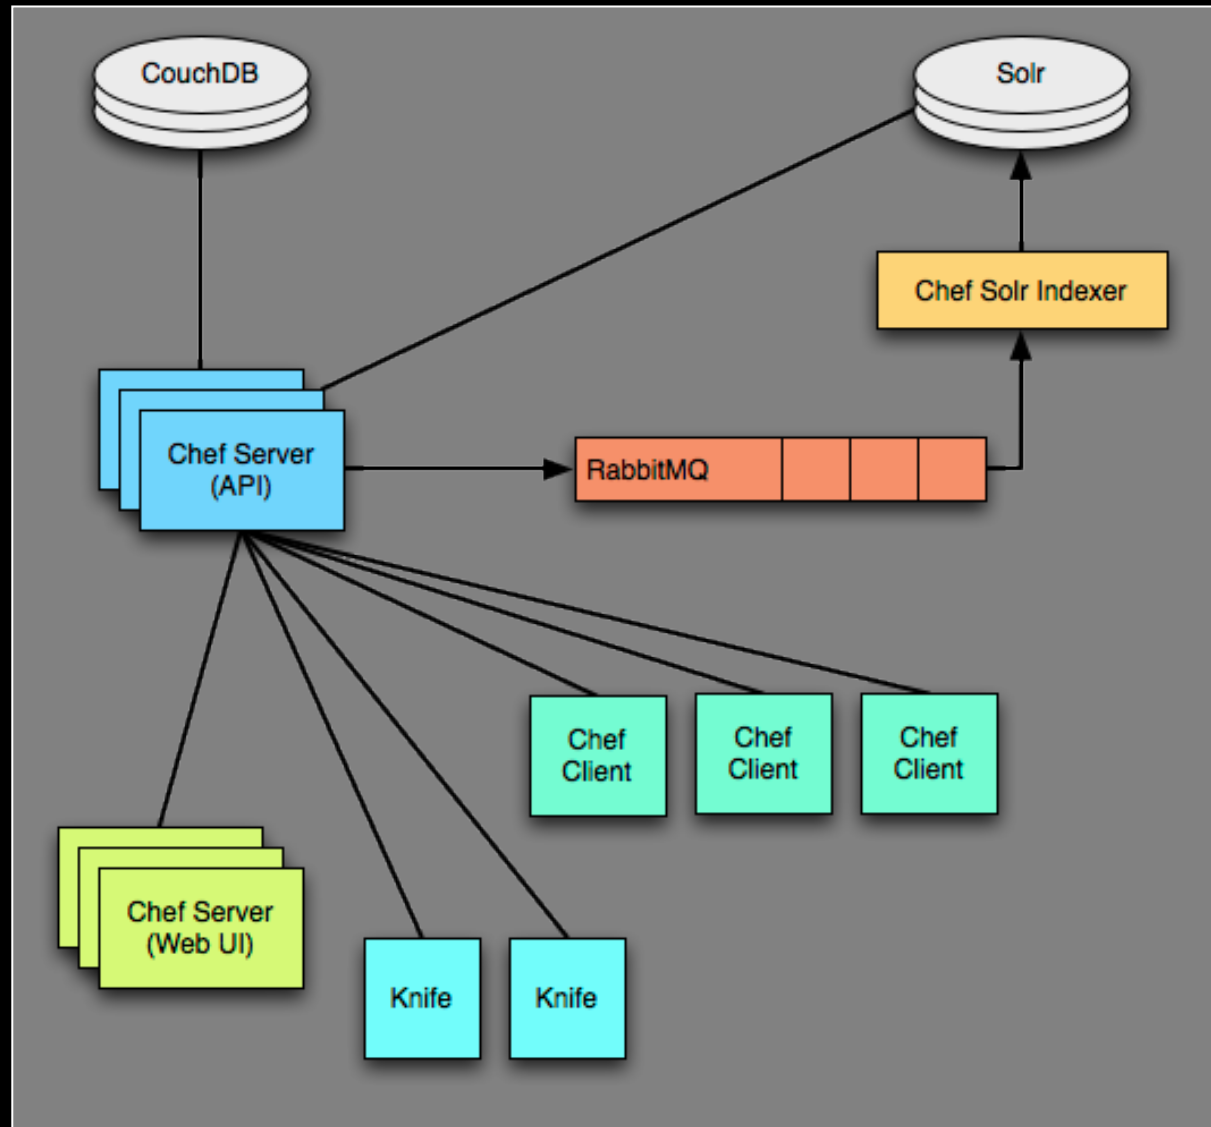 CouchDB
Solr
Chef Solr Indexer
Chef Server
(API)
RabbitMQ
Chef
Client
Chef
Client
Chef
Client
Chef Server
(Web UI)
Knife
Knife